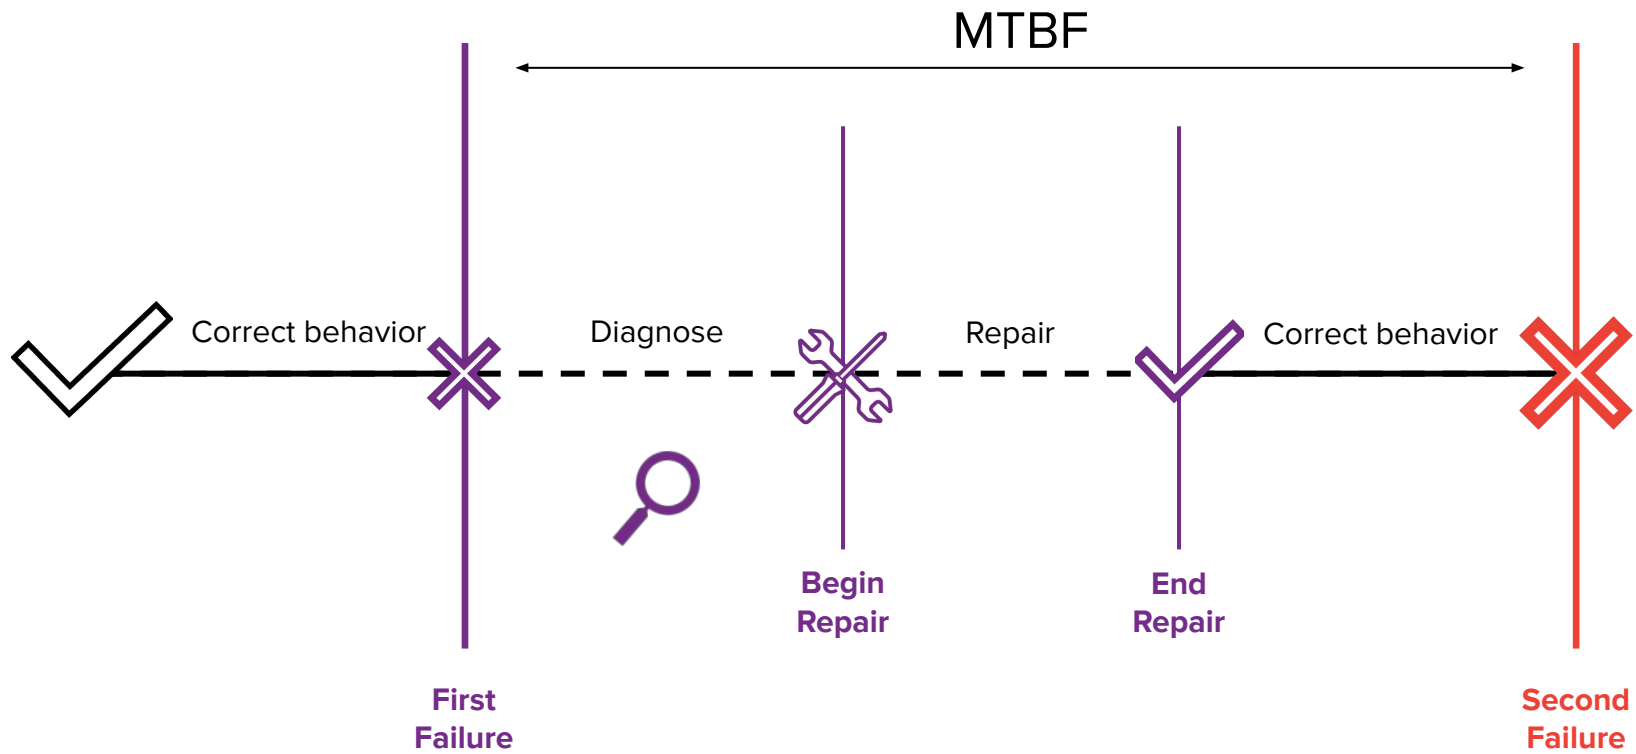 MTBF
Correct behavior
Diagnose
Repair
Correct behavior
Begin
Repair
End
Repair
First
Failure
Second
Failure